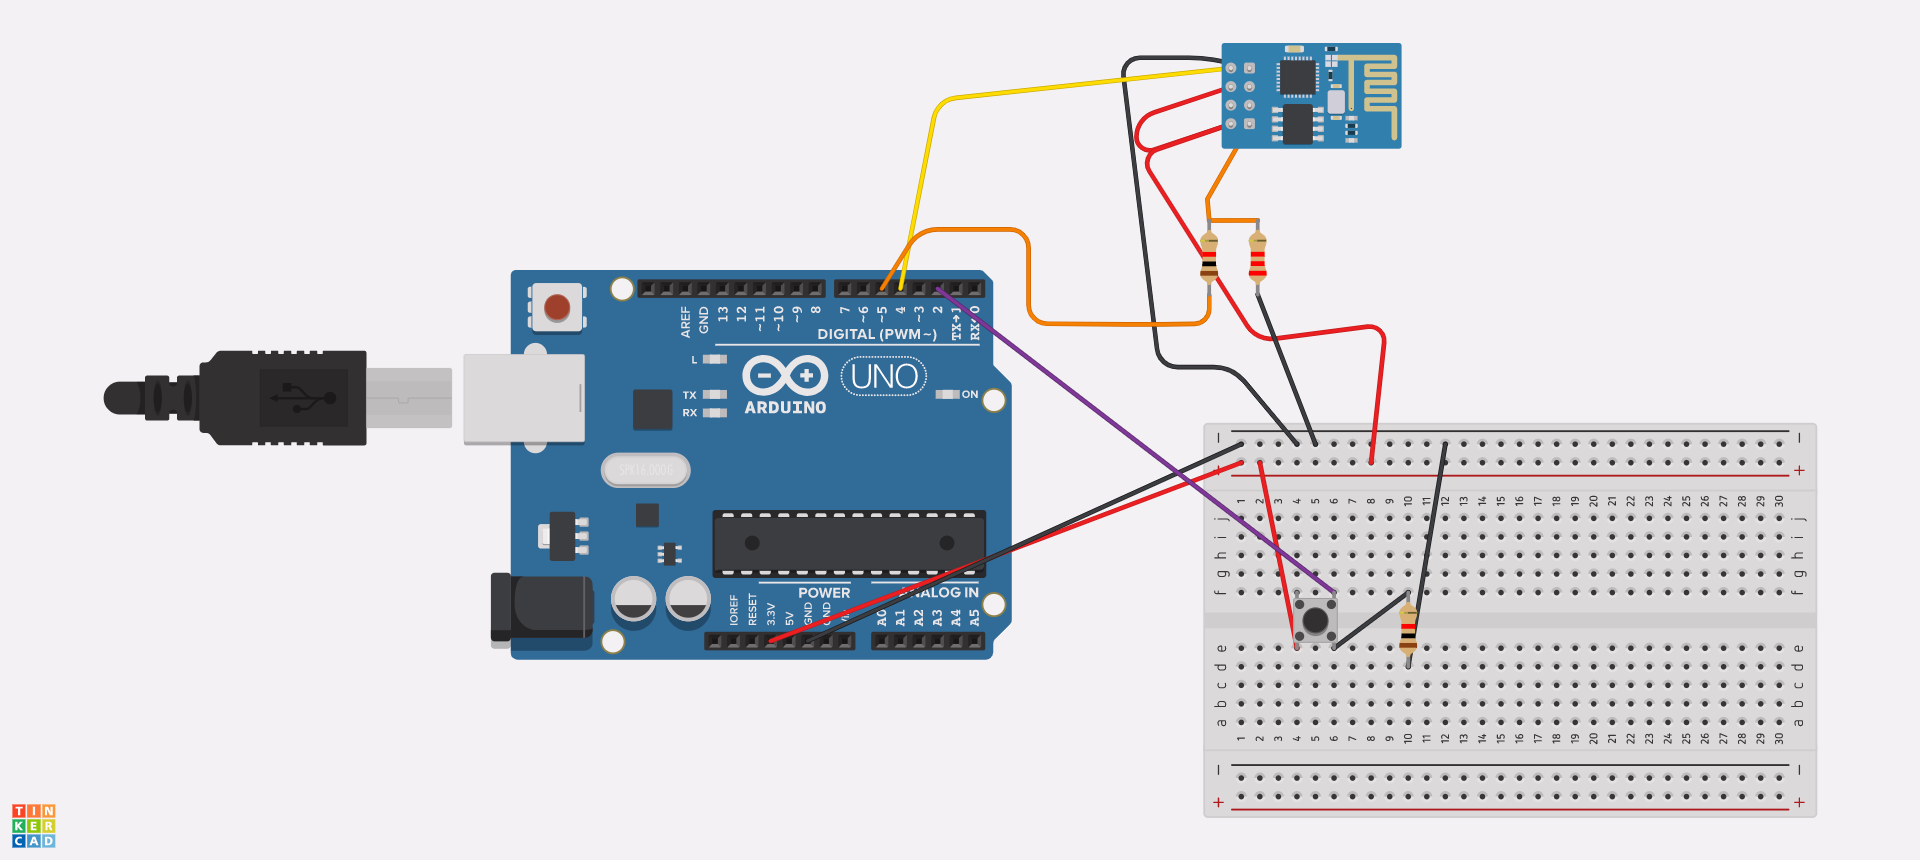 AREF
GND
13
12
~11
~10
~9
8
7
~6
~5
4
~3
2
TX→1
RX←0
DIGITAL (PWM~)
L
TX
RX
UNO
ARDUINO
ON
POWER
ANALOG IN
IOREF
RESET
3.3V
5V
GND
GND
A0
A1
A2
A3
A4
A5
− −
+ +
1 2 3 4 5 6 7 8 9 10 11 12 13 14 15 16 17 18 19 20 21 22 23 24 25 26 27 28 29 30
j j
i i
h h
g g
f f
e e
d d
c c
b b
a a
1 2 3 4 5 6 7 8 9 10 11 12 13 14 15 16 17 18 19 20 21 22 23 24 25 26 27 28 29 30
− −
+ +
TIN
KER
CAD